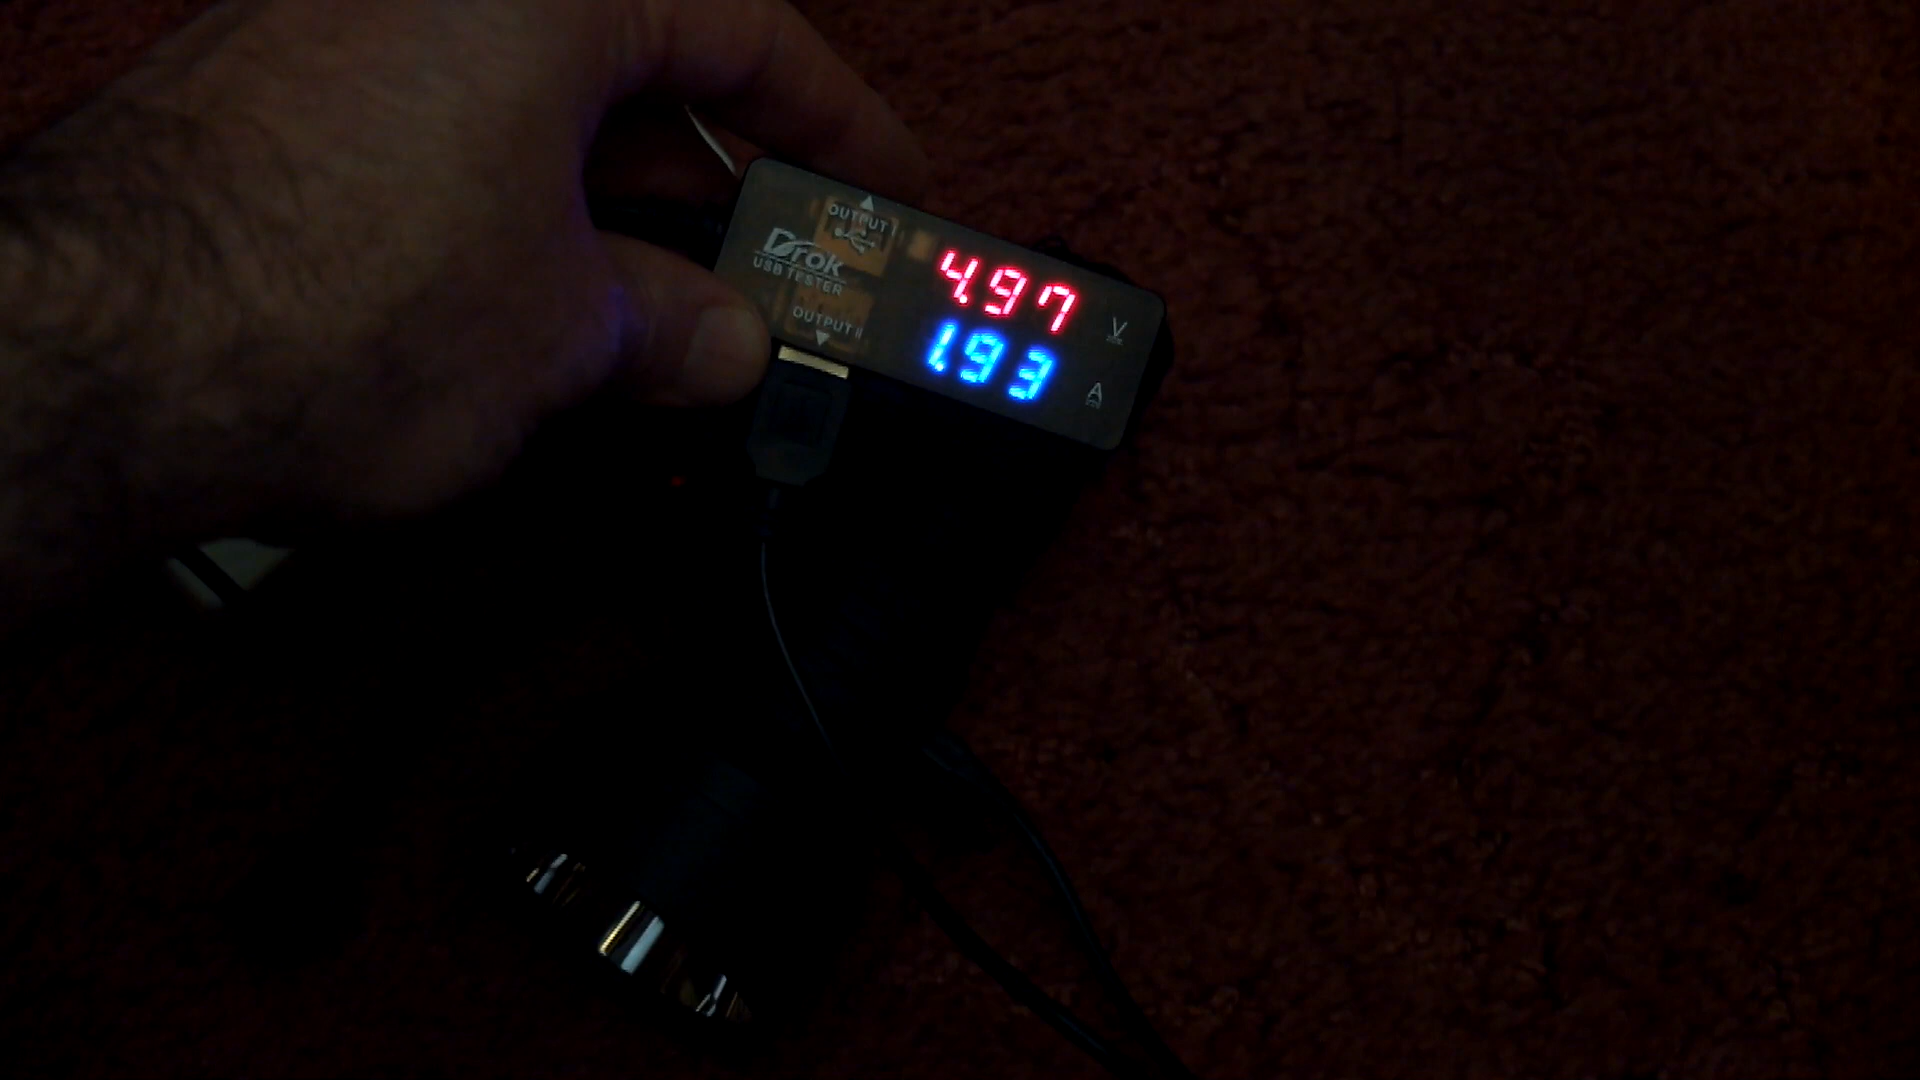 OUTPUT I
Drok
USB TESTER
OUTPUT II
4.97 V
1.93 A